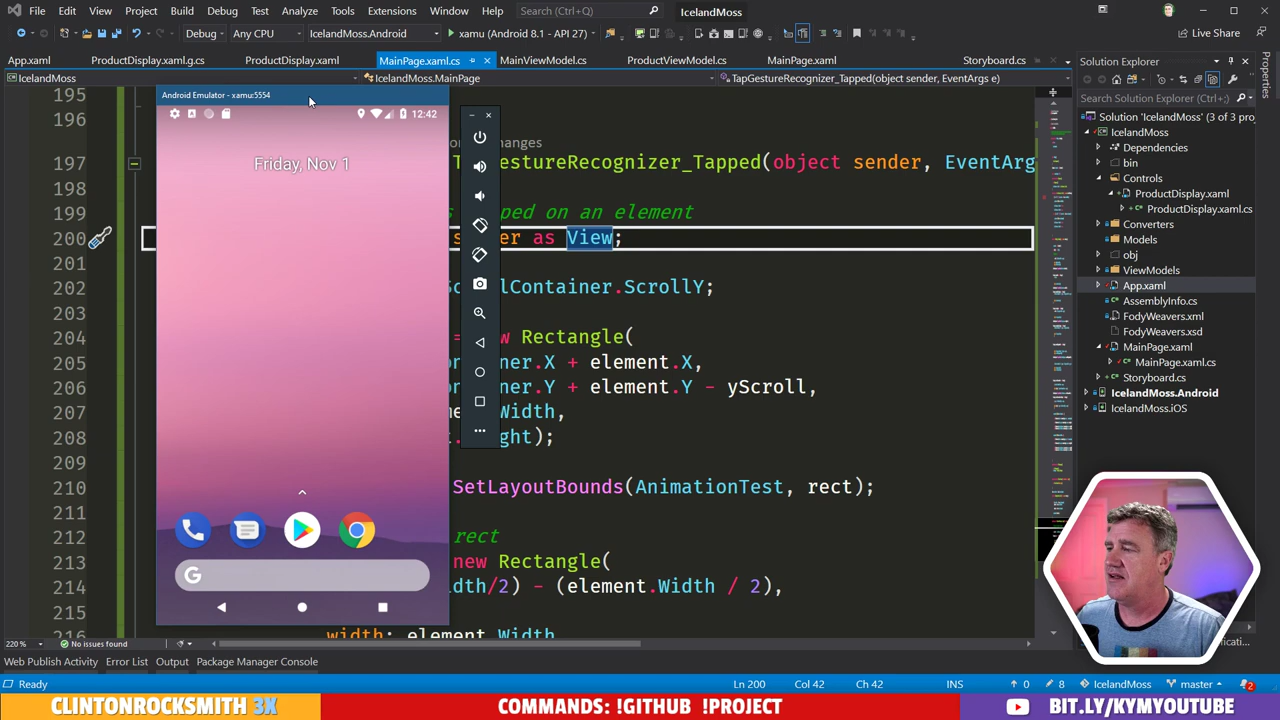 File Edit View Project Build Debug Test Analyze Tools Extensions Window Help Search (Ctrl+Q) IcelandMoss
Debug Any CPU IcelandMoss.Android xamu (Android 8.1 - API 27) Live Share
App.xaml ProductDisplay.xaml.g.cs ProductDisplay.xaml MainPage.xaml.cs MainViewModel.cs ProductViewModel.cs MainPage.xaml Storyboard.cs
IcelandMoss IcelandMoss.MainPage TapGestureRecognizer_Tapped(object sender, EventArgs e)
Android Emulator - xamu:5554
12:42
Friday, Nov 1
195
196
changes
197 TapGestureRecognizer_Tapped(object sender, EventArg
198
199 ped on an element
200 er as View;
201
202 lContainer.ScrollY;
203
204 = new Rectangle(
205 ner.X + element.X,
206 ner.Y + element.Y - yScroll,
207 Width,
208 ght);
209
210 SetLayoutBounds(AnimationTest, rect);
211
212 rect
213 new Rectangle(
214 dth/2) - (element.Width / 2),
215
216 width: element.Width
220 % No issues found
Web Publish Activity Error List Output Package Manager Console
Ready Ln 200 Col 42 Ch 42 INS 0 8 IcelandMoss master 2
Solution Explorer
Search Solution Explorer (Ctrl+;)
Solution 'IcelandMoss' (3 of 3 proj
IcelandMoss
Dependencies
bin
Controls
ProductDisplay.xaml
ProductDisplay.xaml.cs
Converters
Models
obj
ViewModels
App.xaml
AssemblyInfo.cs
FodyWeavers.xml
FodyWeavers.xsd
MainPage.xaml
MainPage.xaml.cs
Storyboard.cs
IcelandMoss.Android
IcelandMoss.iOS
Properties
CLINTONROCKSMITH 3X COMMANDS: !GITHUB !PROJECT BIT.LY/KYMYOUTUBE